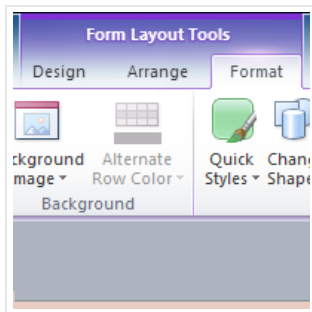 Form Layout Tools
Design Arrange Format
ckground Alternate Quick Chang
mage Row Color Styles Shape
Background